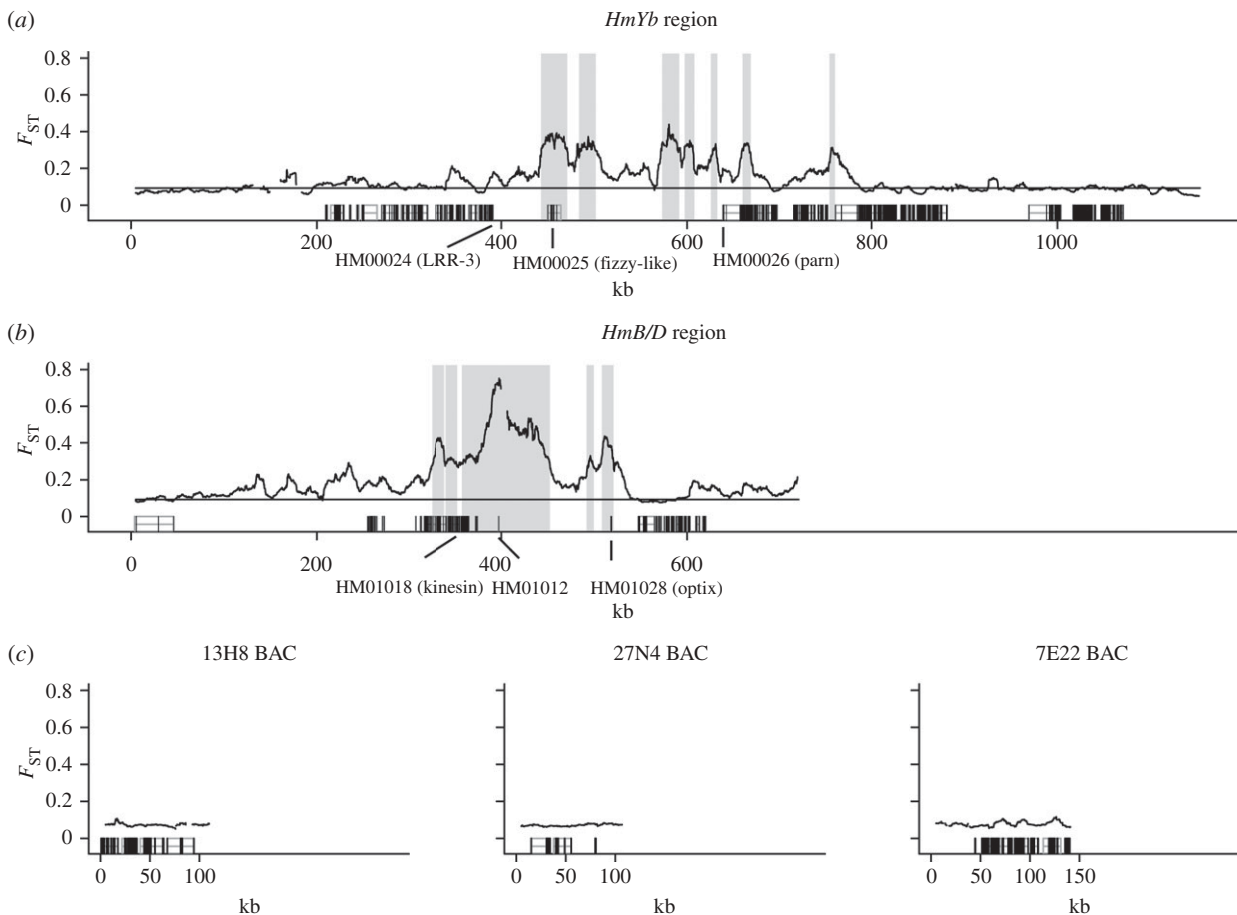 (a)
HmYb region
0.8
0.6
0.4
0.2
0
FST
0 200 400 600 800 1000
HM00024 (LRR-3) HM00025 (fizzy-like) HM00026 (parn)
kb
(b)
HmB/D region
0.8
0.6
0.4
0.2
0
FST
0 200 400 600
HM01018 (kinesin) HM01012 HM01028 (optix)
kb
(c)
13H8 BAC 27N4 BAC 7E22 BAC
0.8
0.6
0.4
0.2
0
FST
0 50 100 0 50 100 0 50 100 150
kb kb kb